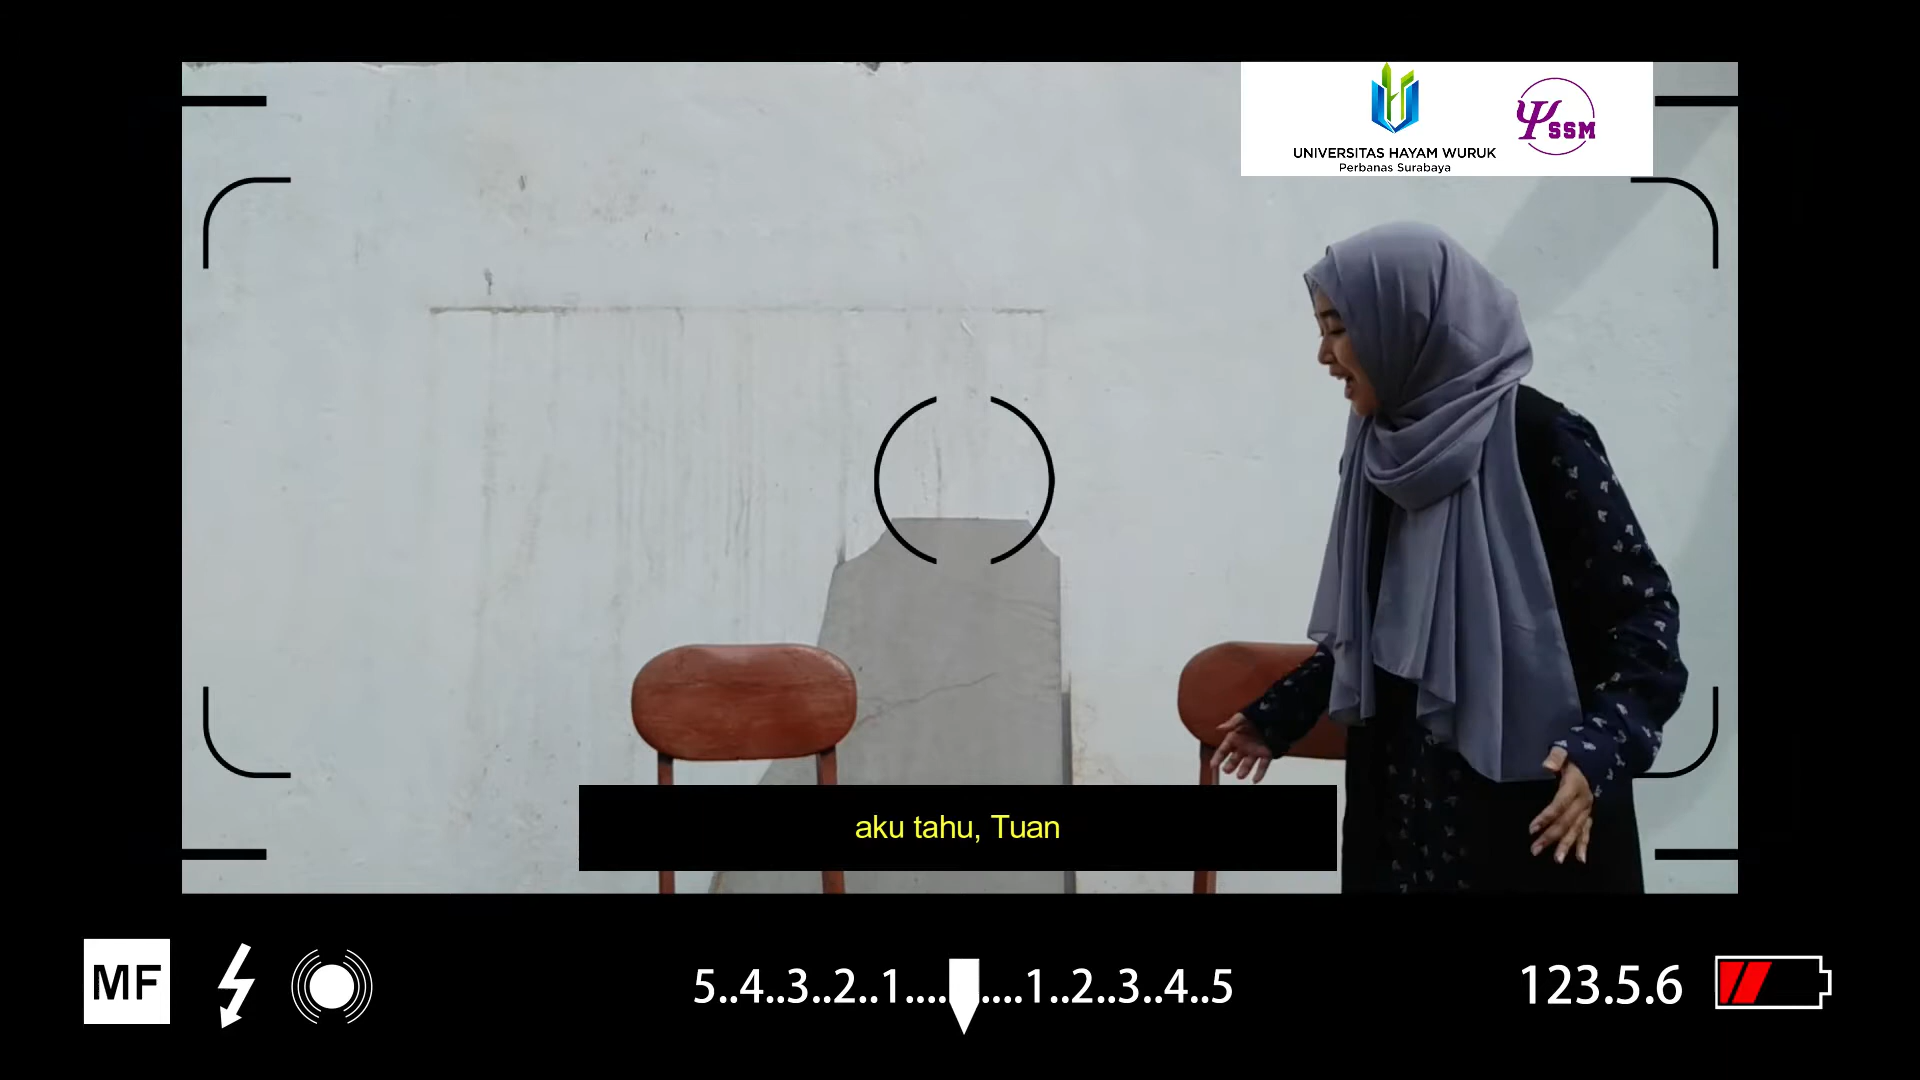 UNIVERSITAS HAYAM WURUK
Perbanas Surabaya
ΨSSM
aku tahu, Tuan
MF
5..4..3..2..1.... ....1..2..3..4..5
123.5.6